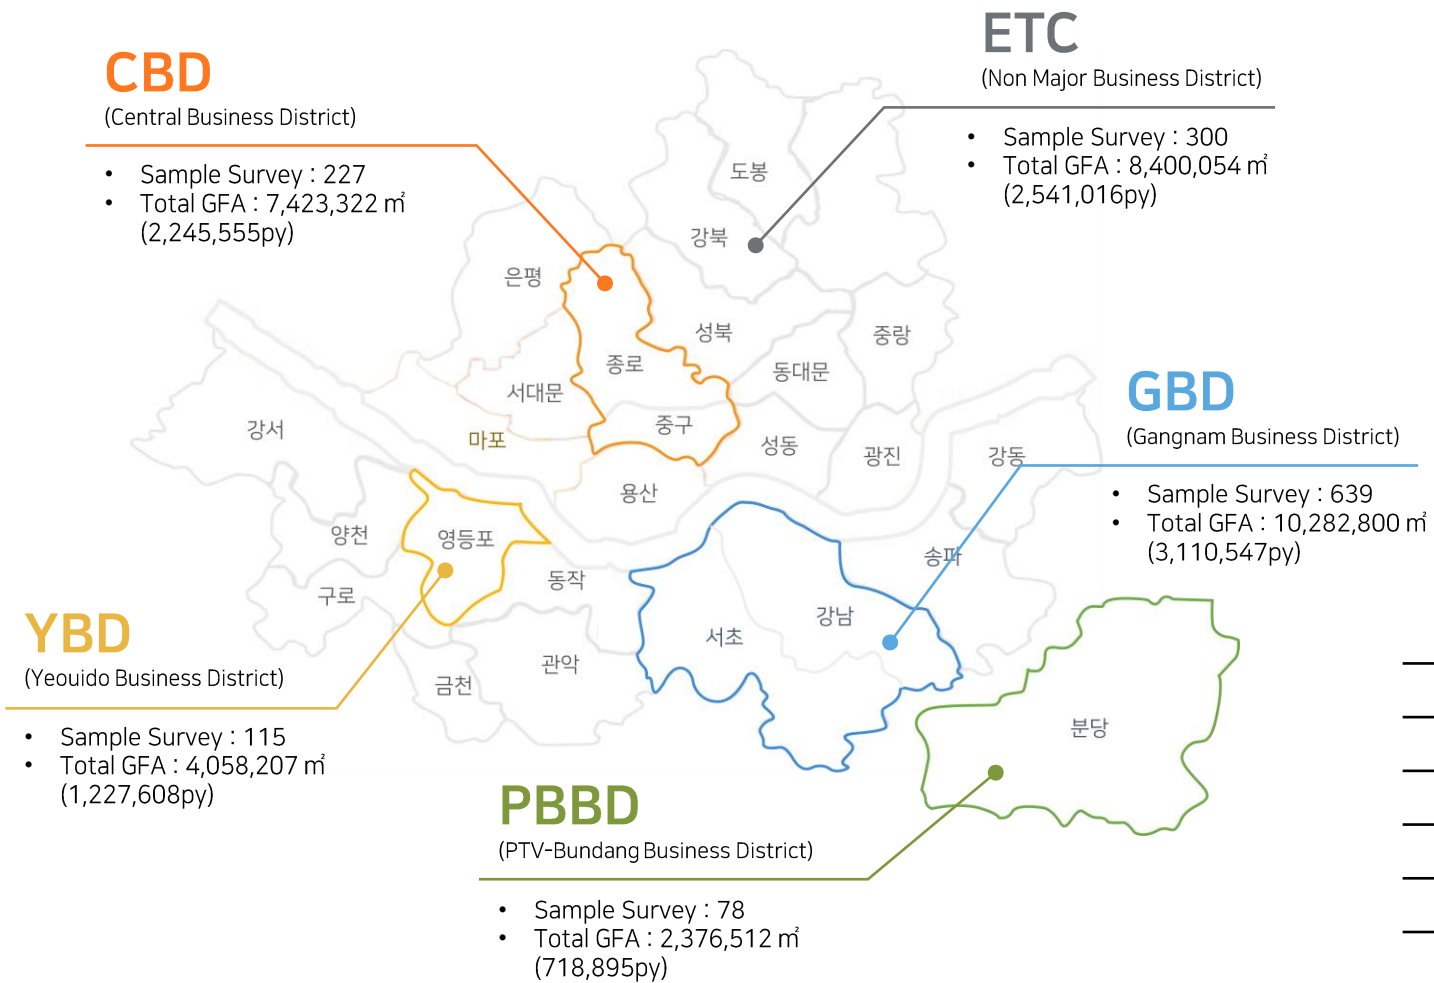 CBD
(Central Business District)
• Sample Survey : 227
• Total GFA : 7,423,322 ㎡
(2,245,555py)
ETC
(Non Major Business District)
• Sample Survey : 300
• Total GFA : 8,400,054 ㎡
(2,541,016py)
도봉
강북
은평
성북
중랑
종로
동대문
서대문
강서
마포
중구
성동
광진
강동
용산
양천
영등포
송파
동작
구로
강남
서초
관악
금천
분당
GBD
(Gangnam Business District)
• Sample Survey : 639
• Total GFA : 10,282,800 ㎡
(3,110,547py)
YBD
(Yeouido Business District)
• Sample Survey : 115
• Total GFA : 4,058,207 ㎡
(1,227,608py)
PBBD
(PTV-Bundang Business District)
• Sample Survey : 78
• Total GFA : 2,376,512 ㎡
(718,895py)